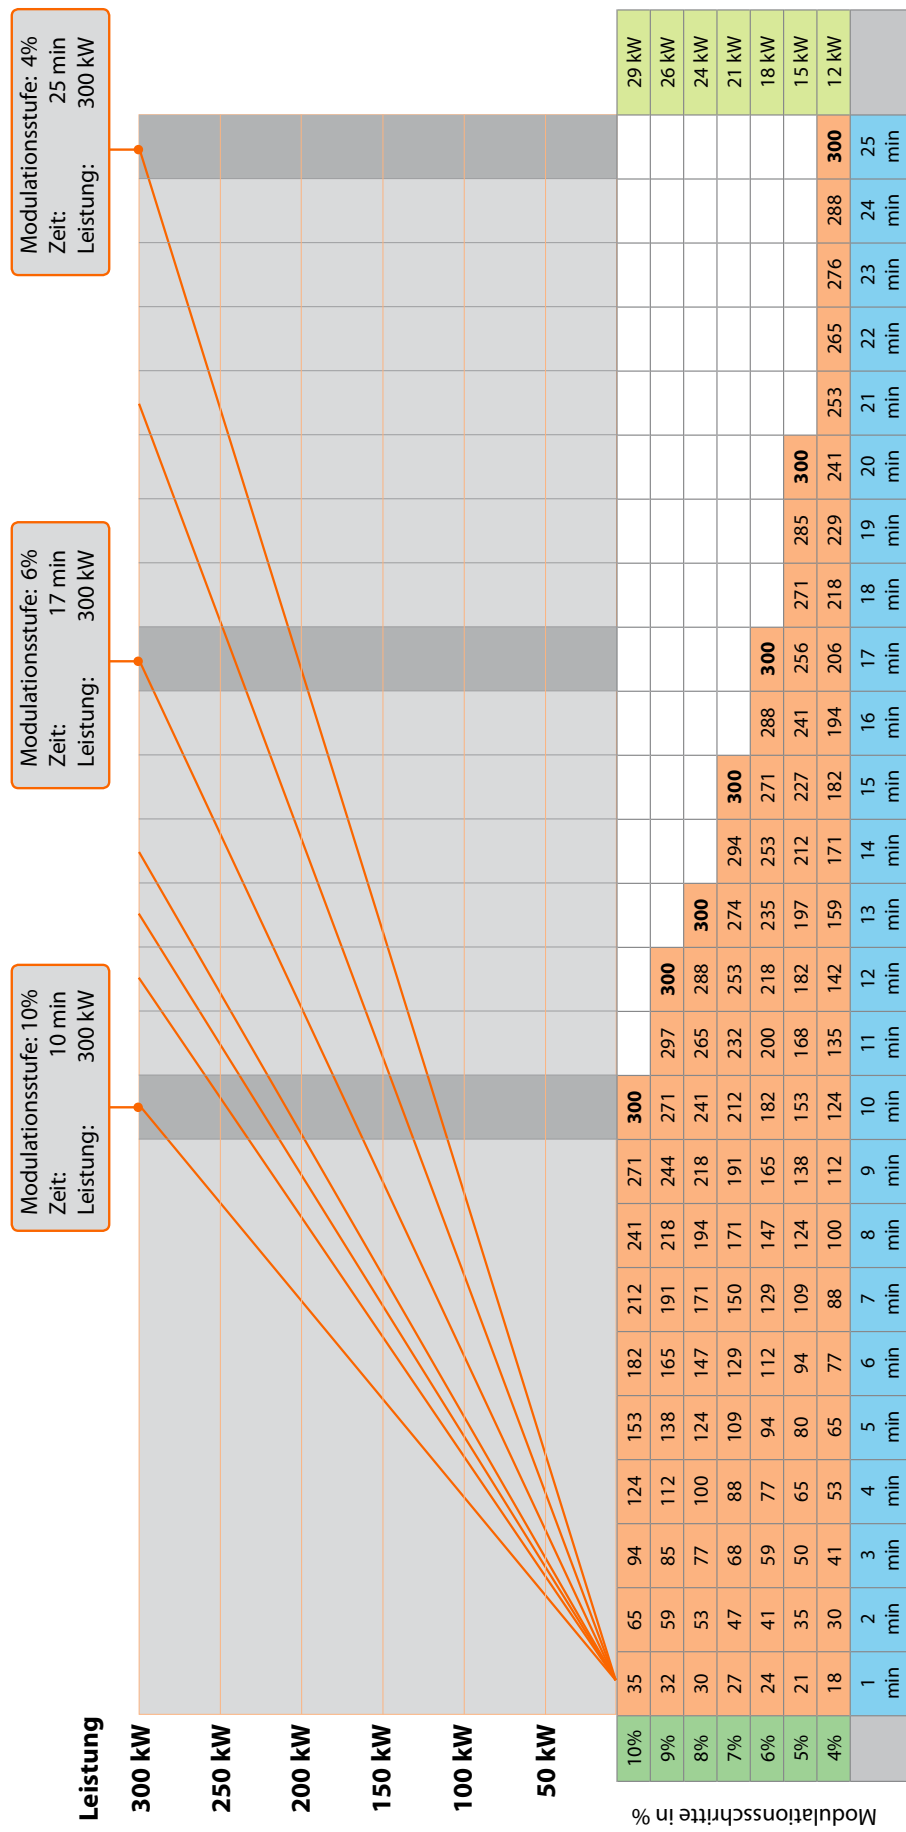 Modulationsstufe: 10%
Zeit: 10 min
Leistung: 300 kW
Modulationsstufe: 6%
Zeit: 17 min
Leistung: 300 kW
Modulationsstufe: 4%
Zeit: 25 min
Leistung: 300 kW
Leistung
300 kW
250 kW
200 kW
150 kW
100 kW
50 kW
Modulationsschritte in %
10% 35 65 94 124 153 182 212 241 271 300 29 kW
9% 32 59 85 112 138 165 191 218 244 271 297 300 26 kW
8% 30 53 77 100 124 147 171 194 218 241 265 288 300 24 kW
7% 27 47 68 88 109 129 150 171 191 212 232 253 274 294 300 21 kW
6% 24 41 59 77 94 112 129 147 165 182 200 218 235 253 271 288 300 18 kW
5% 21 35 50 65 80 94 109 124 138 153 168 182 197 212 227 241 256 271 285 300 15 kW
4% 18 30 41 53 65 77 88 100 112 124 135 142 159 171 182 194 206 218 229 241 253 265 276 288 300 12 kW
1 2 3 4 5 6 7 8 9 10 11 12 13 14 15 16 17 18 19 20 21 22 23 24 25
min min min min min min min min min min min min min min min min min min min min min min min min min